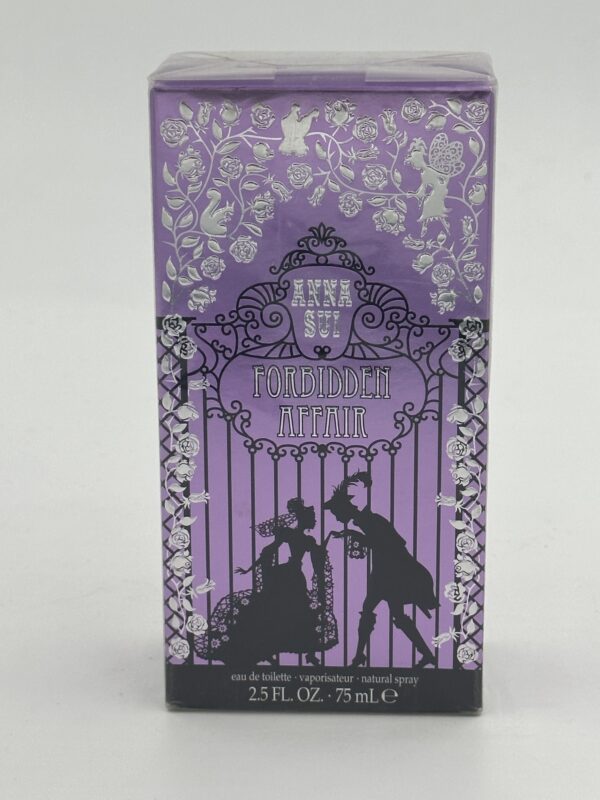 ANNA
SUI
FORBIDDEN
AFFAIR
eau de toilette · vaporisateur · natural spray
2.5 FL. OZ. · 75 mL ℮